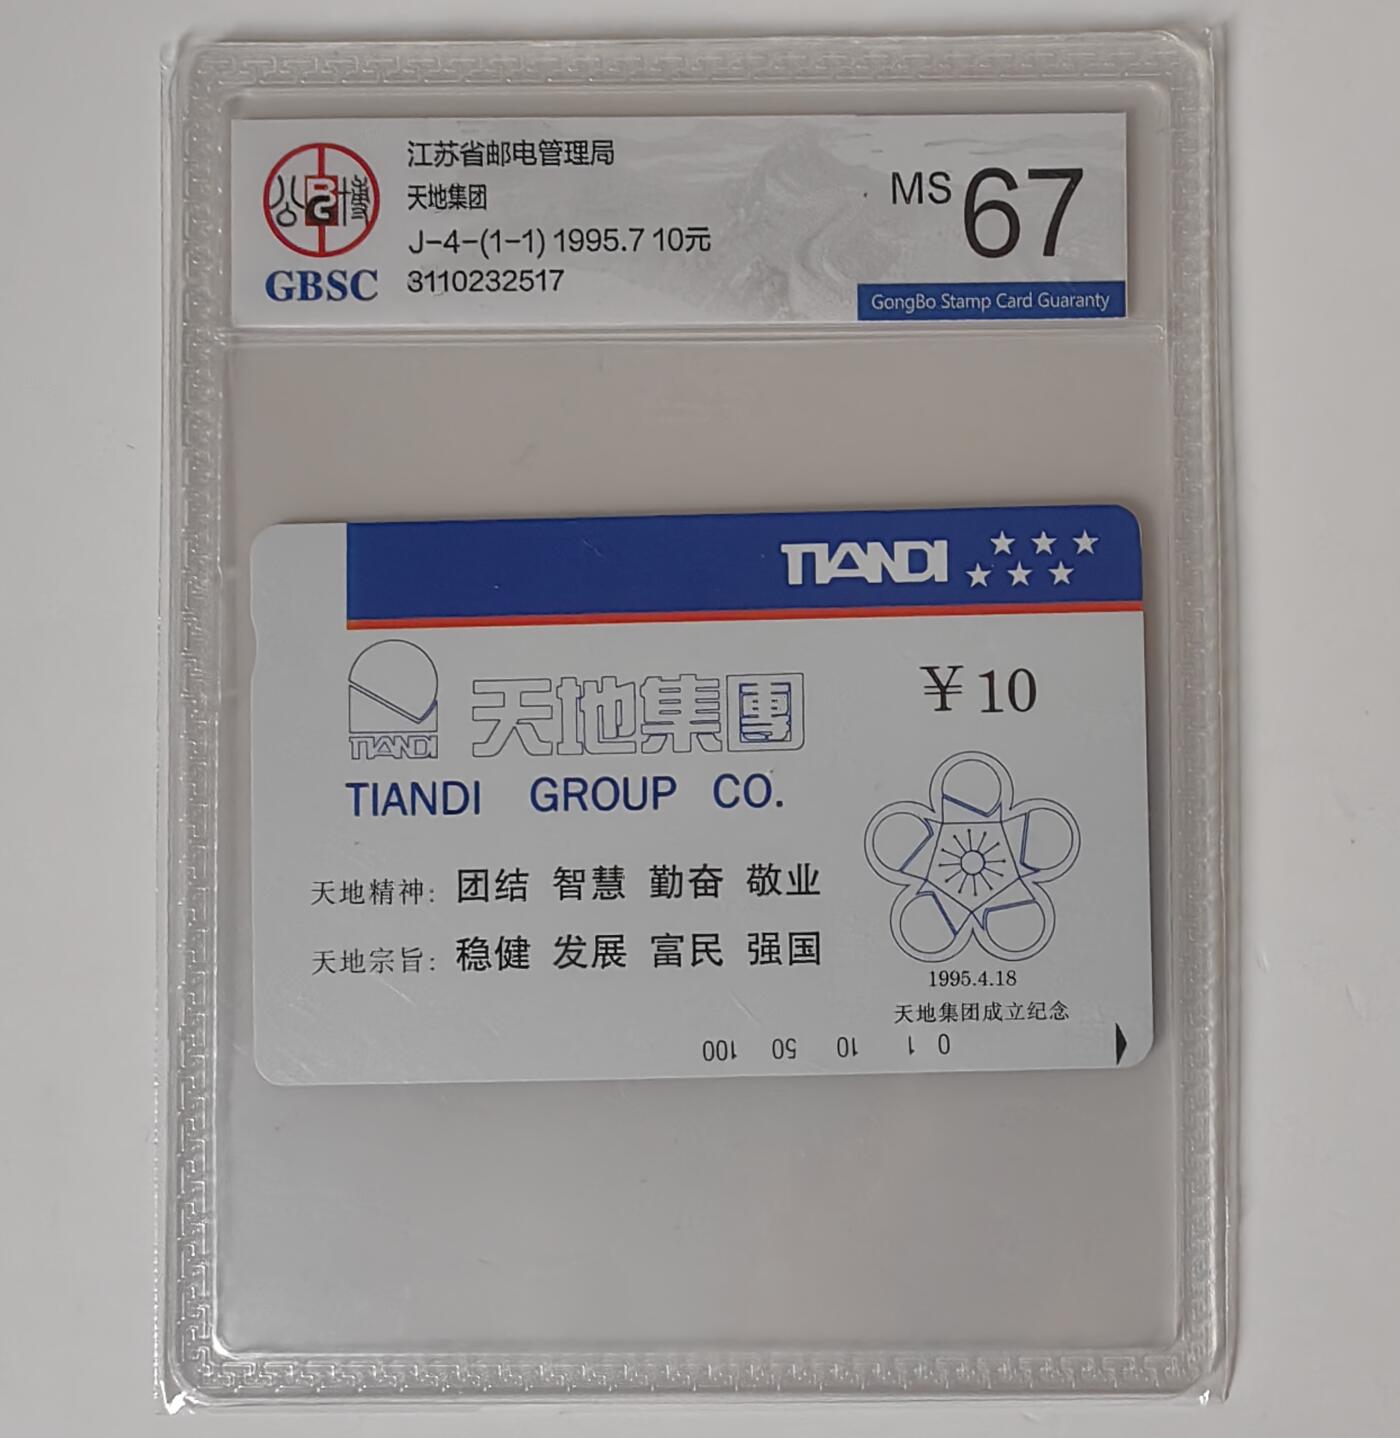 江苏省邮电管理局
天地集团
J-4-(1-1) 1995.7 10元
3110232517
公博
GBSC
MS 67
GongBo Stamp Card Guaranty
TIANDI
TIANDI
天地集團
¥10
TIANDI GROUP CO.
天地精神: 团结 智慧 勤奋 敬业
天地宗旨: 稳健 发展 富民 强国
1995.4.18
天地集团成立纪念
0 1 10 50 100